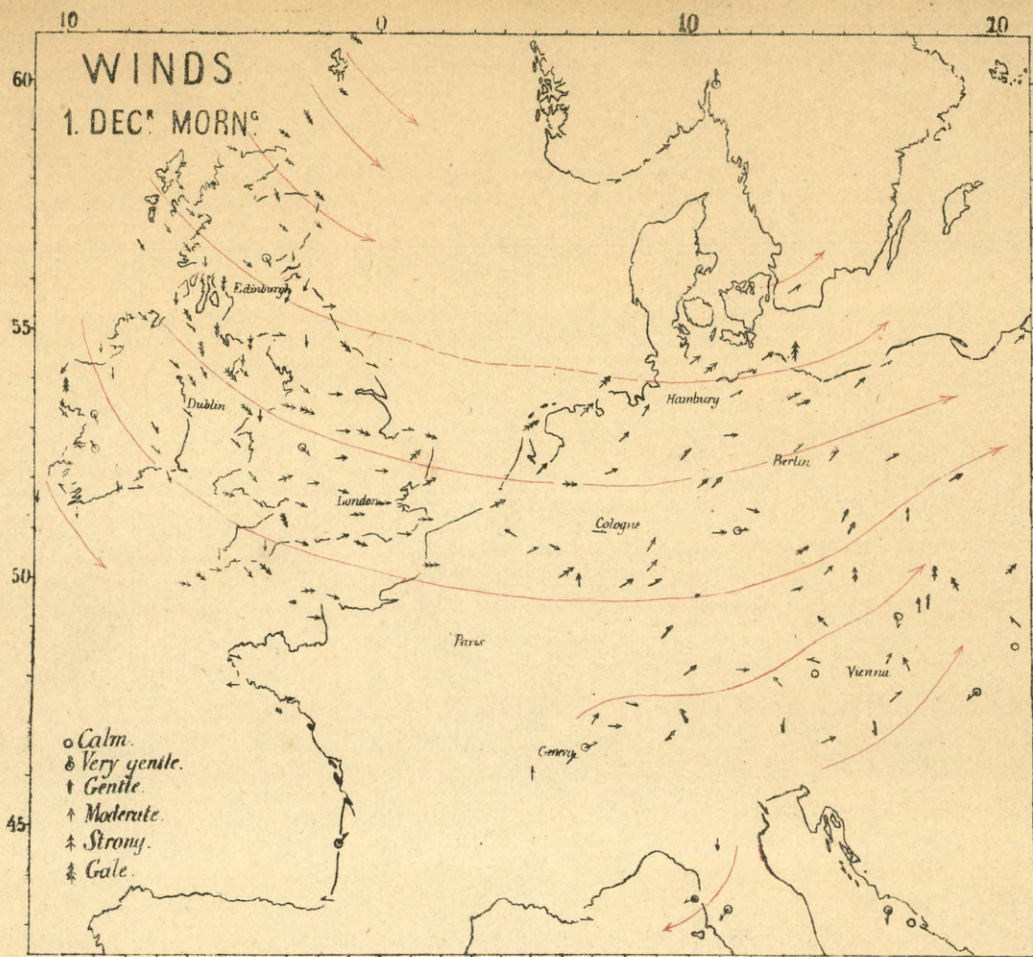 10 0 10 20
60
WINDS
1. DECR MORNG
Edinburgh
55
Dublin
Hambury
Berlin
London
Cologne
50
Paris
Vienna
Geneva
Calm.
Very gentle.
Gentle.
Moderate.
Strong.
Gale.
45